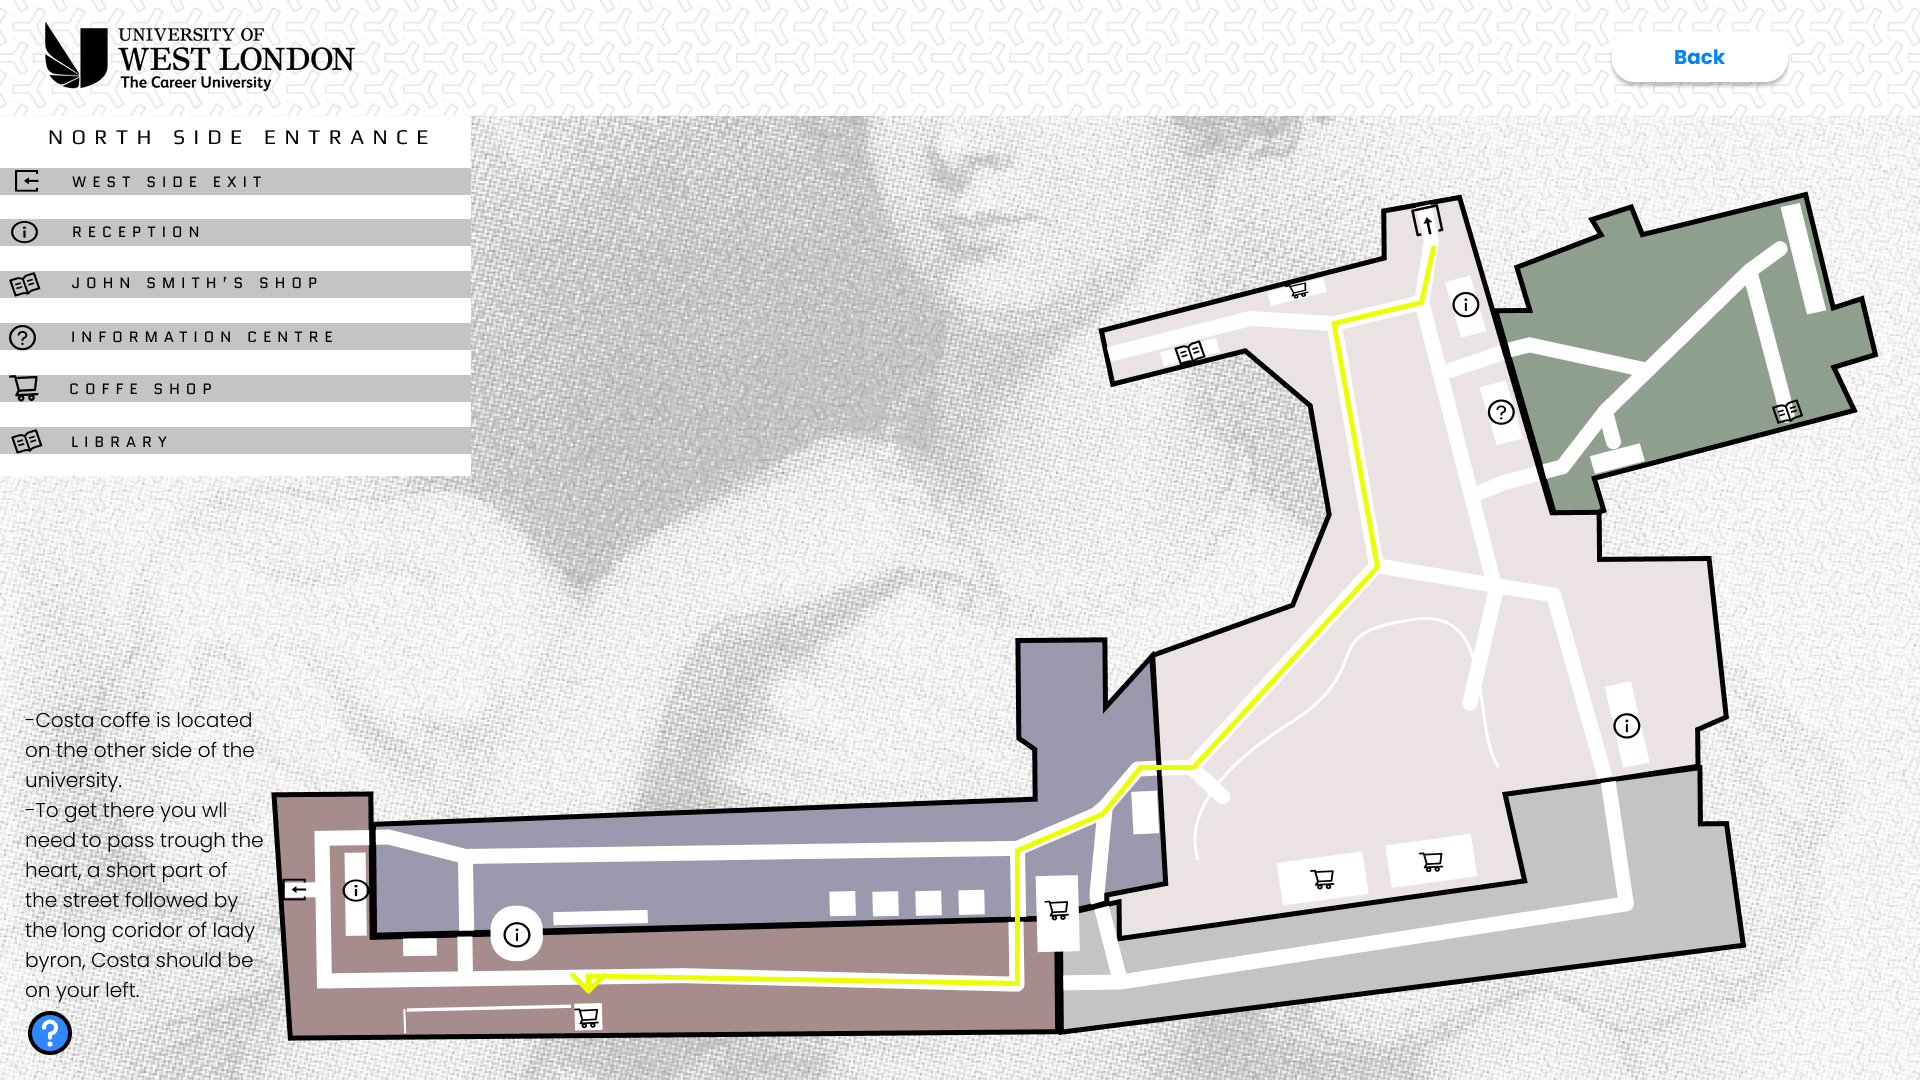 UNIVERSITY OF
WEST LONDON
The Career University
Back
NORTH SIDE ENTRANCE
WEST SIDE EXIT
RECEPTION
JOHN SMITH'S SHOP
INFORMATION CENTRE
COFFE SHOP
LIBRARY
-Costa coffe is located
on the other side of the
university.
-To get there you wll
need to pass trough the
heart, a short part of
the street followed by
the long coridor of lady
byron, Costa should be
on your left.